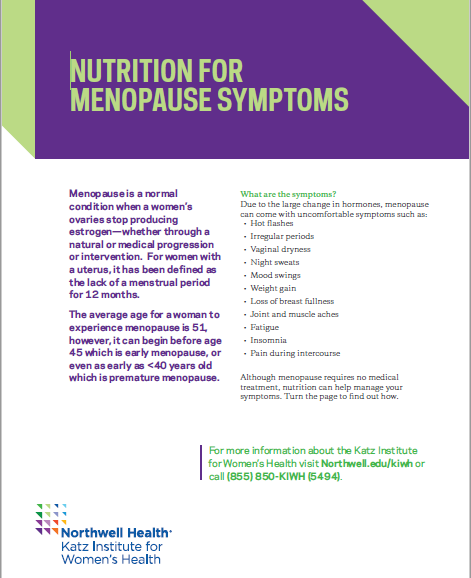 NUTRITION FOR
MENOPAUSE SYMPTOMS
Menopause is a normal
condition when a women's
ovaries stop producing
estrogen—whether through a
natural or medical progression
or intervention. For women with
a uterus, it has been defined as
the lack of a menstrual period
for 12 months.
The average age for a woman to
experience menopause is 51,
however, it can begin before age
45 which is early menopause, or
even as early as <40 years old
which is premature menopause.
What are the symptoms?
Due to the large change in hormones, menopause
can come with uncomfortable symptoms such as:
• Hot flashes
• Irregular periods
• Vaginal dryness
• Night sweats
• Mood swings
• Weight gain
• Loss of breast fullness
• Joint and muscle aches
• Fatigue
• Insomnia
• Pain during intercourse
Although menopause requires no medical
treatment, nutrition can help manage your
symptoms. Turn the page to find out how.
For more information about the Katz Institute
for Women's Health visit Northwell.edu/kiwh or
call (855) 850-KIWH (5494).
Northwell Health
Katz Institute for
Women's Health